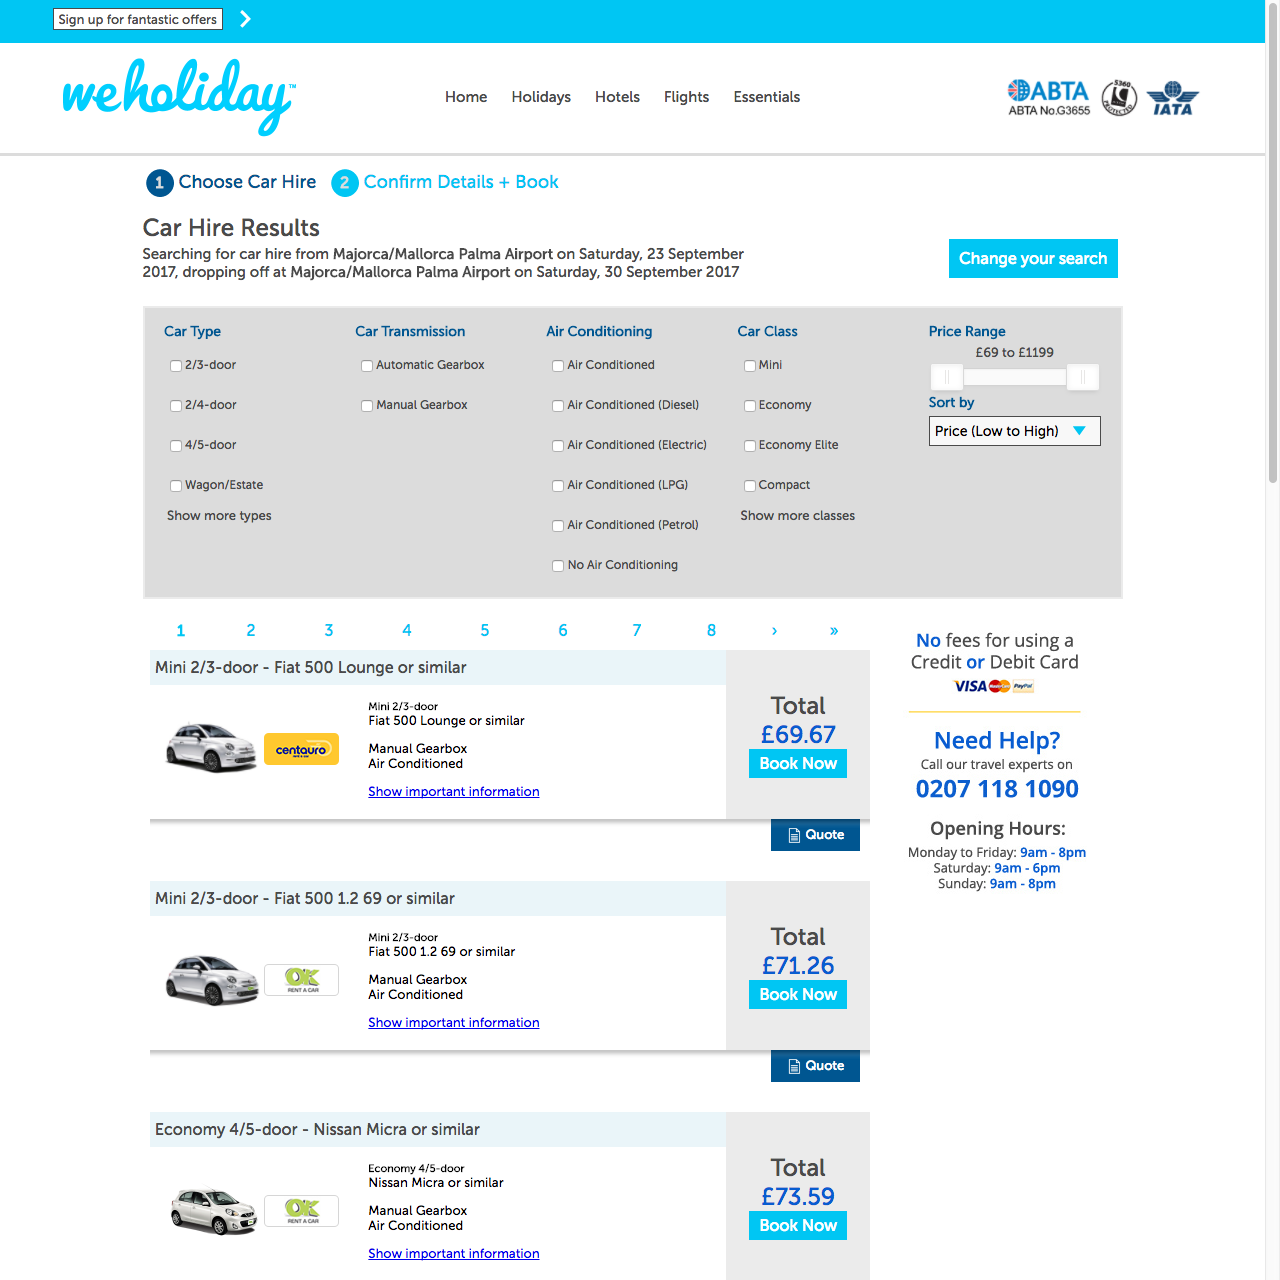 Sign up for fantastic offers
weholiday™
Home Holidays Hotels Flights Essentials
ABTA
ABTA No.G3655
5360
PROTECTED
IATA
1 Choose Car Hire 2 Confirm Details + Book
Car Hire Results
Searching for car hire from Majorca/Mallorca Palma Airport on Saturday, 23 September
2017, dropping off at Majorca/Mallorca Palma Airport on Saturday, 30 September 2017
Change your search
Car Type
2/3-door
2/4-door
4/5-door
Wagon/Estate
Show more types
Car Transmission
Automatic Gearbox
Manual Gearbox
Air Conditioning
Air Conditioned
Air Conditioned (Diesel)
Air Conditioned (Electric)
Air Conditioned (LPG)
Air Conditioned (Petrol)
No Air Conditioning
Car Class
Mini
Economy
Economy Elite
Compact
Show more classes
Price Range
£69 to £1199
Sort by
Price (Low to High)
1 2 3 4 5 6 7 8 › »
Mini 2/3-door - Fiat 500 Lounge or similar
centauro
Mini 2/3-door
Fiat 500 Lounge or similar
Manual Gearbox
Air Conditioned
Show important information
Total
£69.67
Book Now
Quote
Mini 2/3-door - Fiat 500 1.2 69 or similar
OK
RENT A CAR
Mini 2/3-door
Fiat 500 1.2 69 or similar
Manual Gearbox
Air Conditioned
Show important information
Total
£71.26
Book Now
Quote
Economy 4/5-door - Nissan Micra or similar
OK
RENT A CAR
Economy 4/5-door
Nissan Micra or similar
Manual Gearbox
Air Conditioned
Show important information
Total
£73.59
Book Now
No fees for using a
Credit or Debit Card
VISA MasterCard PayPal
Need Help?
Call our travel experts on
0207 118 1090
Opening Hours:
Monday to Friday: 9am - 8pm
Saturday: 9am - 6pm
Sunday: 9am - 8pm